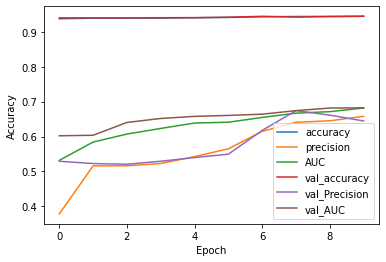 0.9
0.8
0.7
0.6
0.5
0.4
Accuracy
0
2
4
6
8
Epoch
accuracy
precision
AUC
val_accuracy
val_Precision
val_AUC